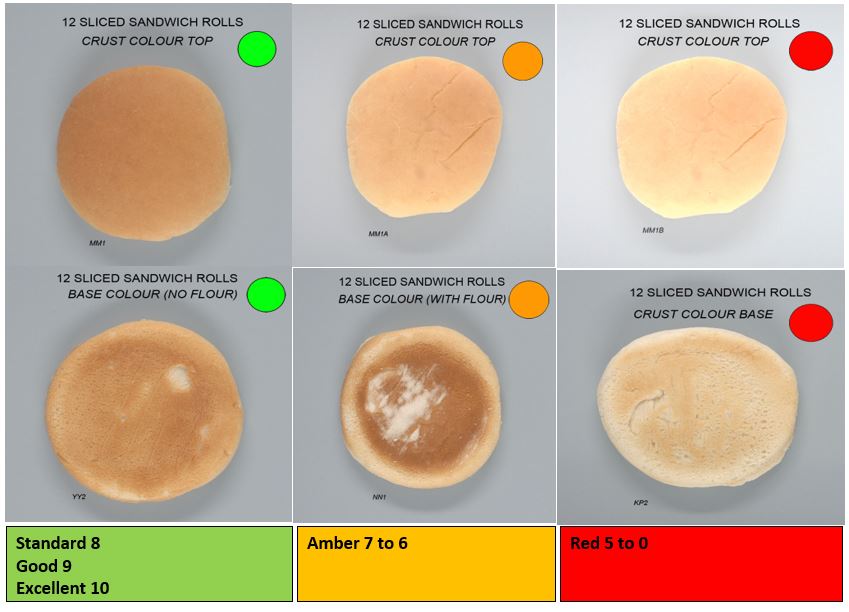 12 SLICED SANDWICH ROLLS
CRUST COLOUR TOP
MM1
12 SLICED SANDWICH ROLLS
CRUST COLOUR TOP
MM1A
12 SLICED SANDWICH ROLLS
CRUST COLOUR TOP
MM1B
12 SLICED SANDWICH ROLLS
BASE COLOUR (NO FLOUR)
YY2
12 SLICED SANDWICH ROLLS
BASE COLOUR (WITH FLOUR)
NN1
12 SLICED SANDWICH ROLLS
CRUST COLOUR BASE
KP2
Standard 8
Good 9
Excellent 10
Amber 7 to 6
Red 5 to 0